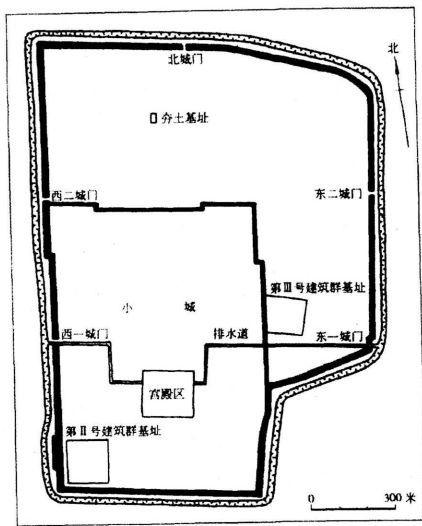 北城门
北
夯土基址
西二城门
东二城门
第Ⅲ号建筑群基址
小城
西一城门
排水道
东一城门
宫殿区
第Ⅱ号建筑群基址
0 300 米